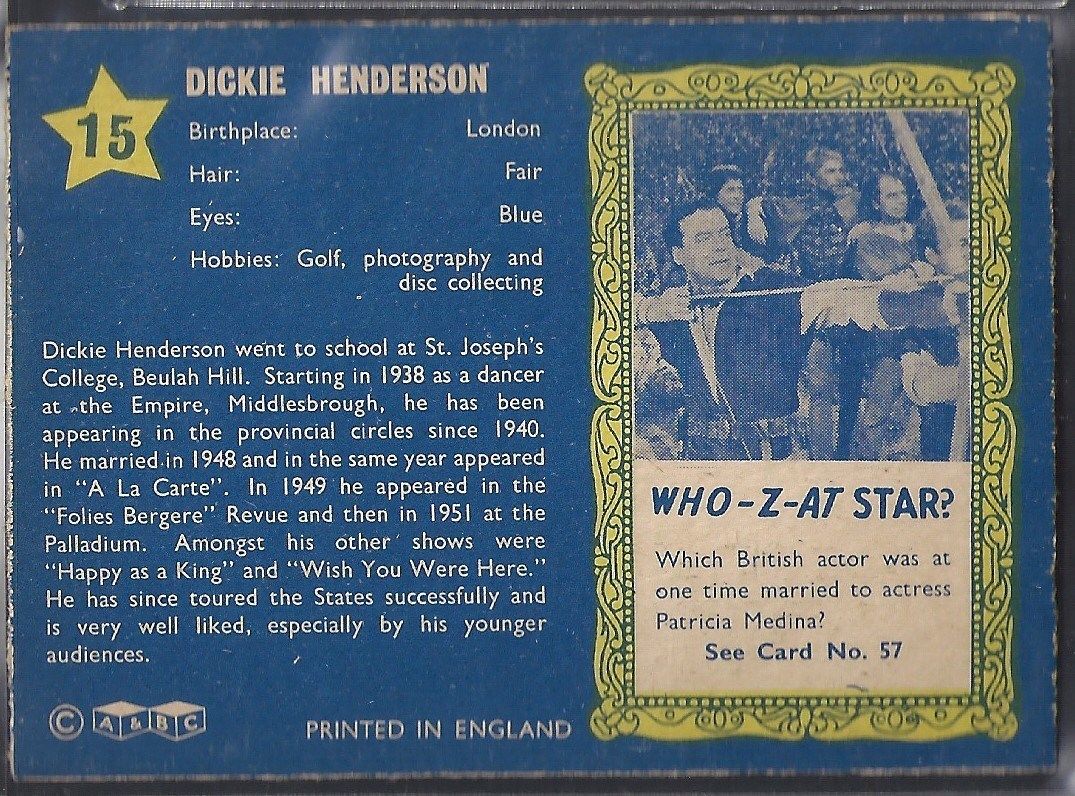 15
DICKIE HENDERSON
Birthplace: London
Hair: Fair
Eyes: Blue
Hobbies: Golf, photography and
disc collecting
Dickie Henderson went to school at St. Joseph's
College, Beulah Hill. Starting in 1938 as a dancer
at the Empire, Middlesbrough, he has been
appearing in the provincial circles since 1940.
He married in 1948 and in the same year appeared
in "A La Carte". In 1949 he appeared in the
"Folies Bergere" Revue and then in 1951 at the
Palladium. Amongst his other shows were
"Happy as a King" and "Wish You Were Here."
He has since toured the States successfully and
is very well liked, especially by his younger
audiences.
© A & B C
PRINTED IN ENGLAND
WHO-Z-AT STAR?
Which British actor was at
one time married to actress
Patricia Medina?
See Card No. 57